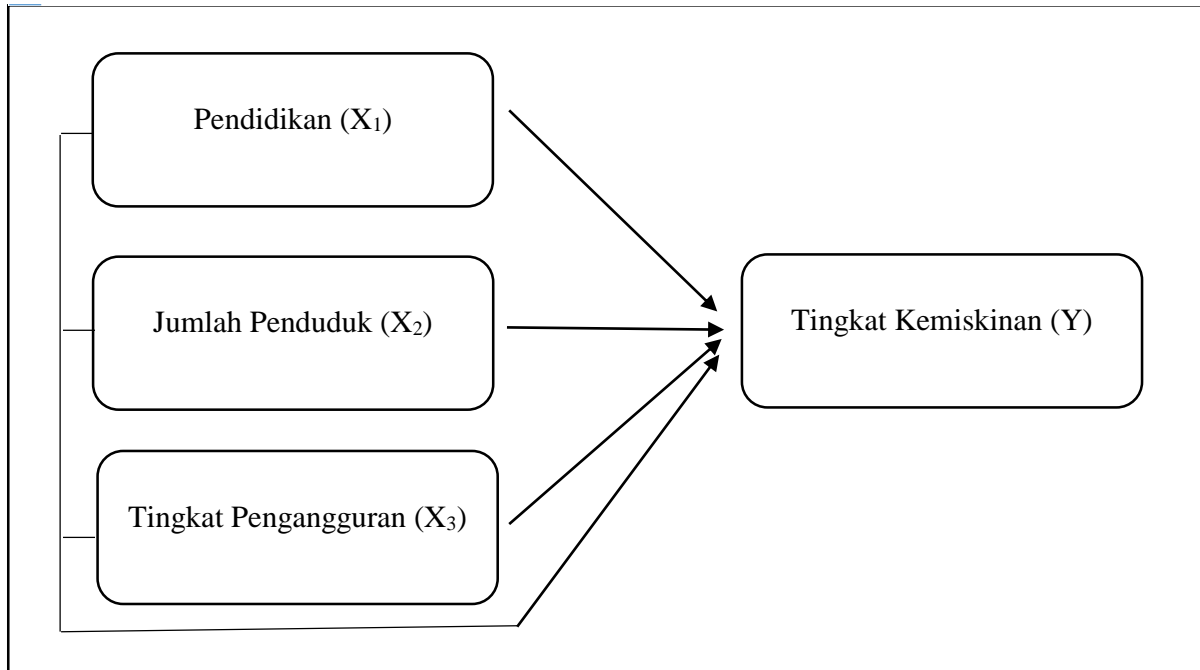 Pendidikan (X₁)
Jumlah Penduduk (X₂)
Tingkat Kemiskinan (Y)
Tingkat Pengangguran (X₃)